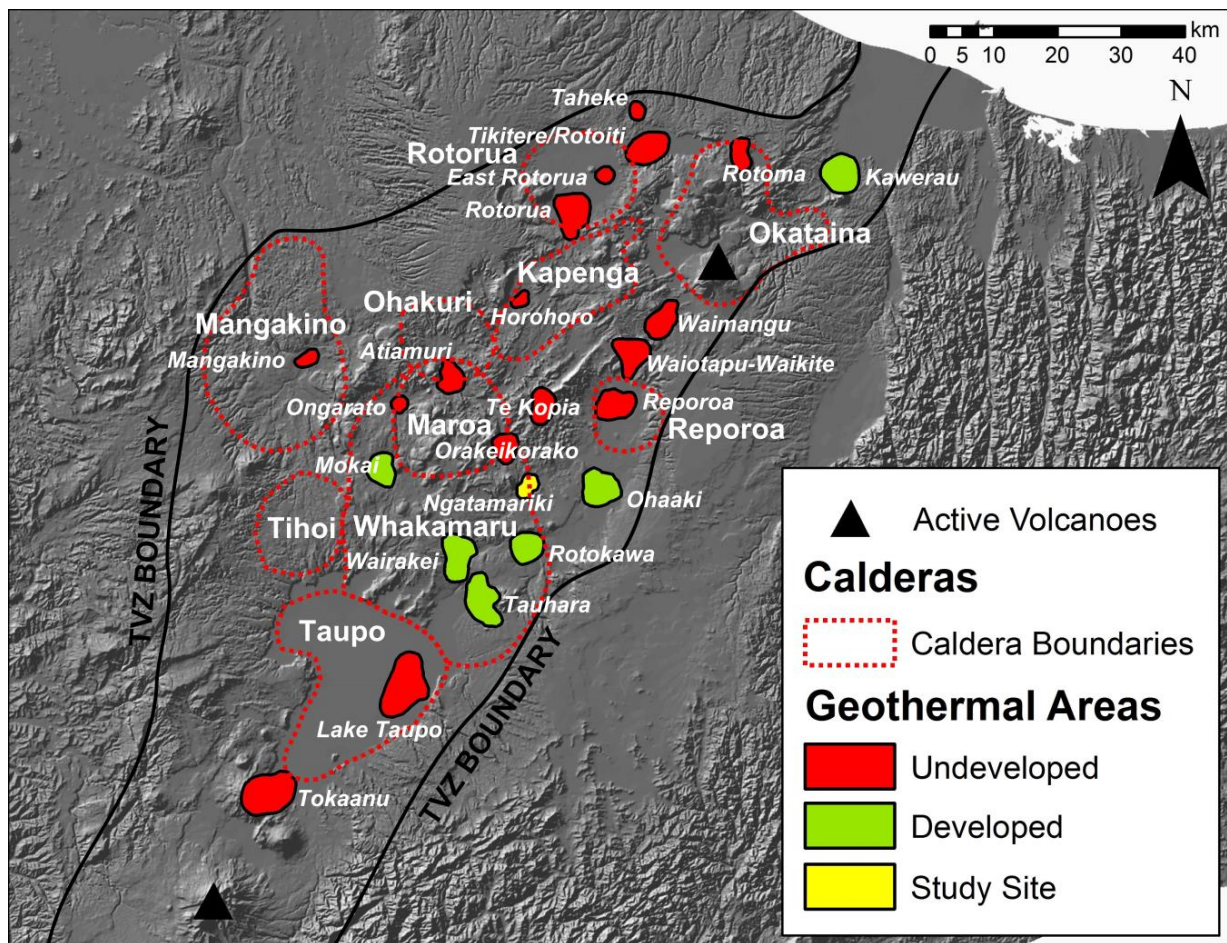 km
0 5 10 20 30 40
N
Taheke
Tikitere/Rotoiti
Rotorua
East Rotorua
Rotoma
Kawerau
Rotorua
Okataina
Kapenga
Ohakuri
Horohoro
Mangakino
Waimangu
Mangakino
Atiamuri
Waiotapu-Waikite
Ongarato
Te Kopia
Reporoa
Maroa
Reporoa
Orakeikorako
Mokai
Ngatamariki
Ohaaki
Tihoi
Whakamaru
Wairakei
Rotokawa
Tauhara
TVZ BOUNDARY
Taupo
Lake Taupo
TVZ BOUNDARY
Tokaanu
Active Volcanoes
Calderas
Caldera Boundaries
Geothermal Areas
Undeveloped
Developed
Study Site